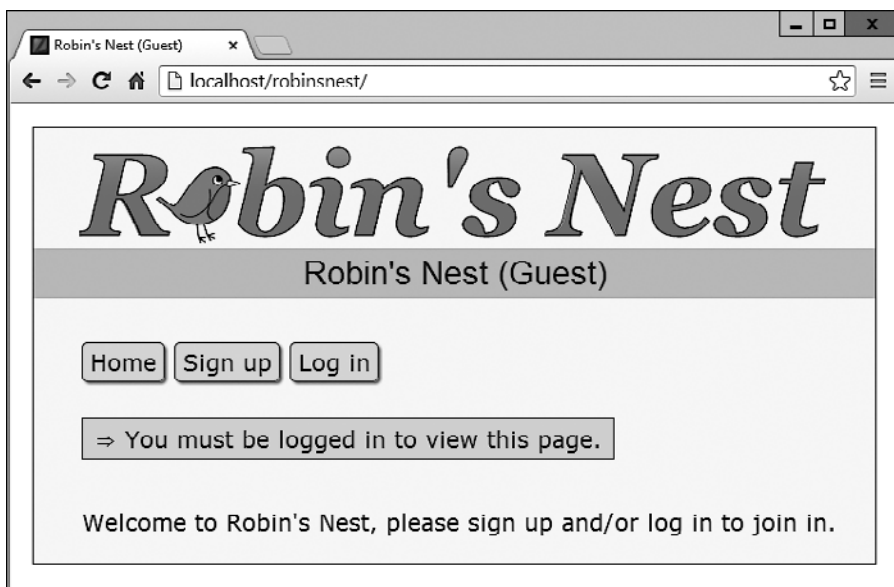 Robin's Nest (Guest)
localhost/robinsnest/
Robin's Nest
Robin's Nest (Guest)
Home Sign up Log in
⇒ You must be logged in to view this page.
Welcome to Robin's Nest, please sign up and/or log in to join in.